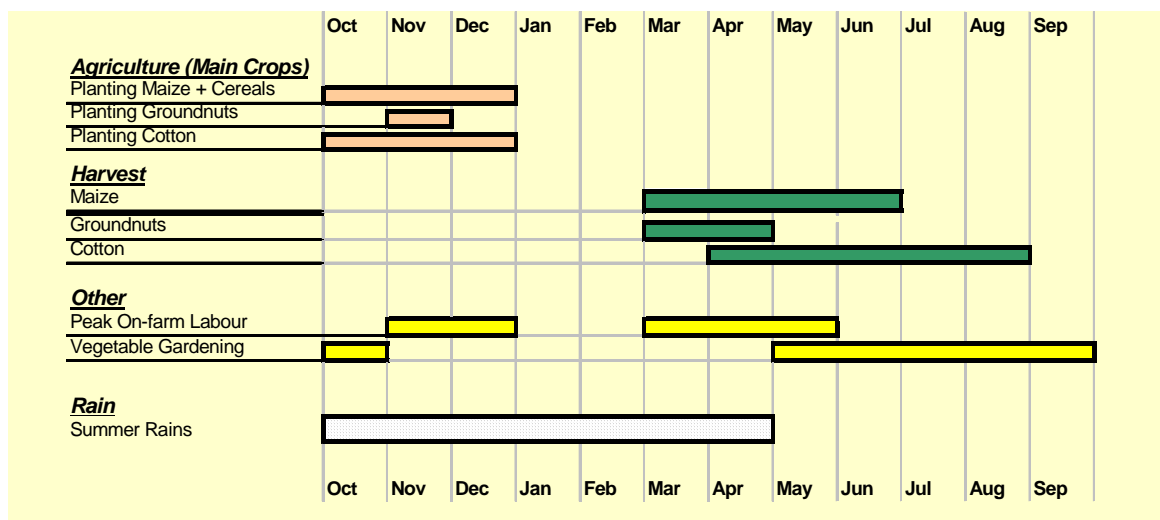 Oct Nov Dec Jan Feb Mar Apr May Jun Jul Aug Sep
Agriculture (Main Crops)
Planting Maize + Cereals
Planting Groundnuts
Planting Cotton
Harvest
Maize
Groundnuts
Cotton
Other
Peak On-farm Labour
Vegetable Gardening
Rain
Summer Rains
Oct Nov Dec Jan Feb Mar Apr May Jun Jul Aug Sep